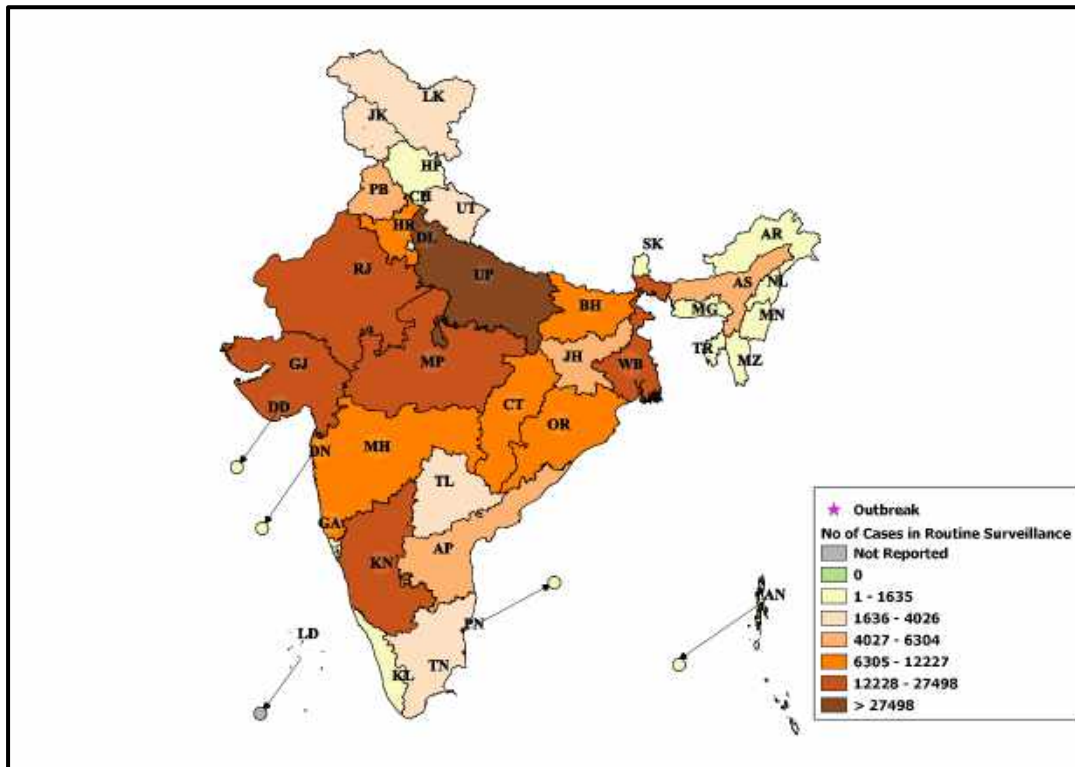 LK
JK
HP
PB
CH
UT
HR
DL
SK
AR
RJ
UP
AS
NL
BH
MG
MN
TR
MZ
JH
GJ
MP
WB
DD
CT
OR
MH
DN
TL
GA
AP
KN
PN
AN
LD
KL
TN
Outbreak
No of Cases in Routine Surveillance
Not Reported
0
1 - 1635
1636 - 4026
4027 - 6304
6305 - 12227
12228 - 27498
> 27498